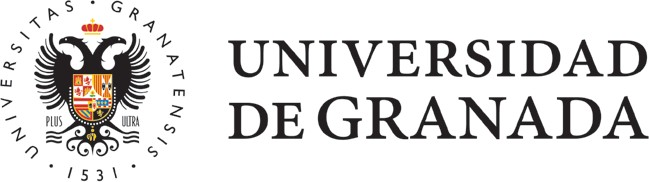 UNIVERSITAS · GRANATENSIS · 1531 ·
PLUS ULTRA
UNIVERSIDAD
DE GRANADA